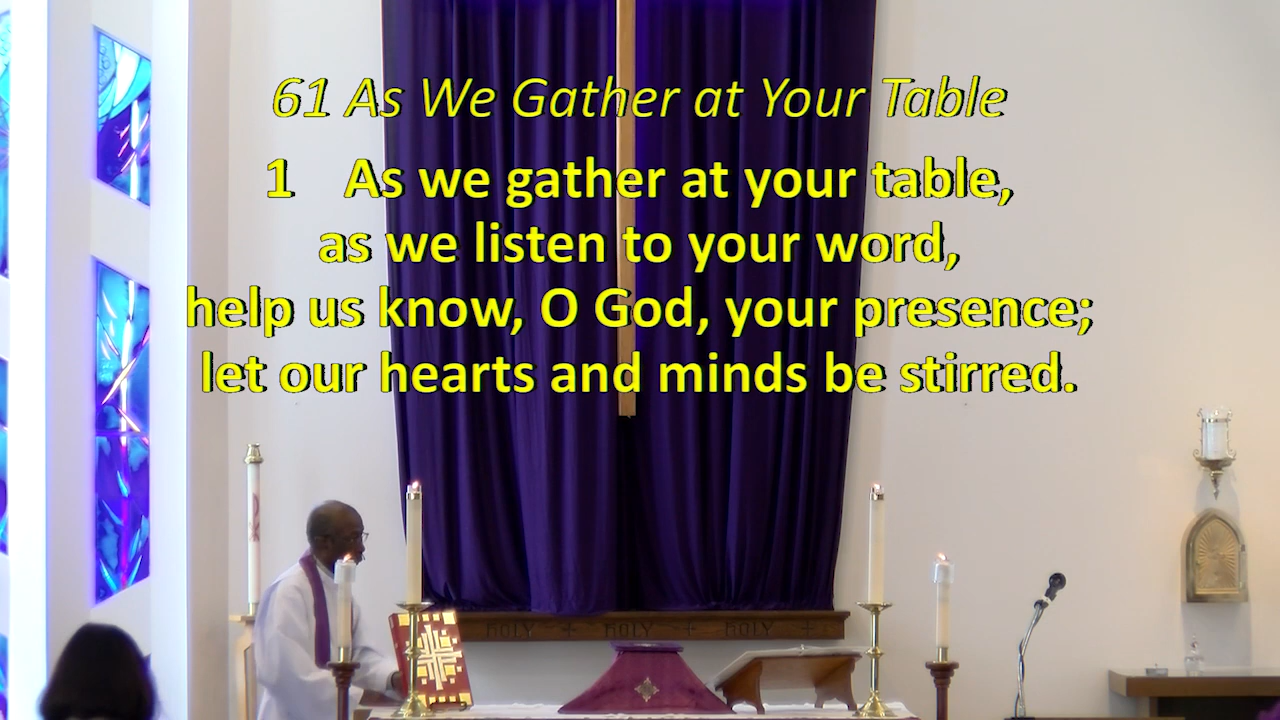 61 As We Gather at Your Table
1 As we gather at your table,
as we listen to your word,
help us know, O God, your presence;
let our hearts and minds be stirred.
HOLY + HOLY + HOLY +